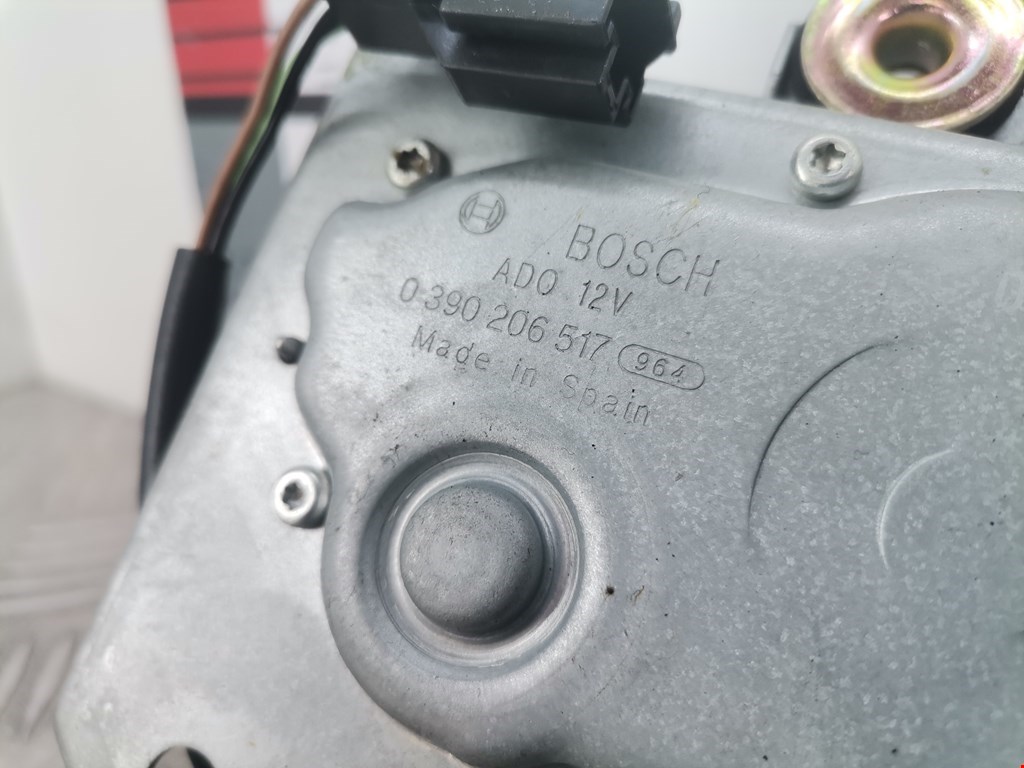 BOSCH
ADO 12V
0 390 206 517 964
Made in Spain